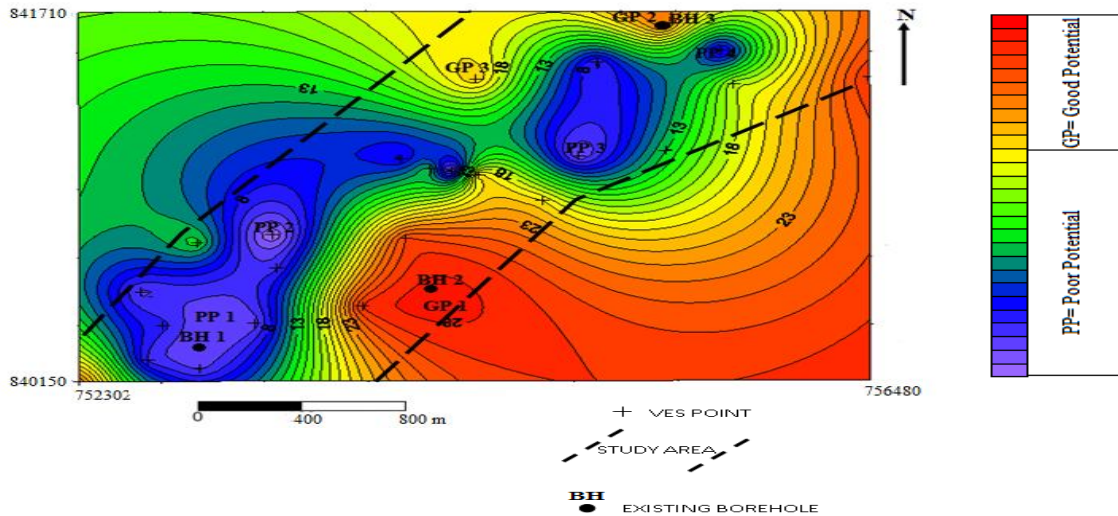 841710
GP 2 BH 3
N
PP 4
GP 3
18
13
8
13
13
PP 3
18
18
8
PP 2
23
23
BH 2
GP 1
28
PP 1
BH 1
8
13
18
23
840150
752302
756480
0
400
800 m
GP= Good Potential
PP= Poor Potential
+ VES POINT
STUDY AREA
BH
EXISTING BOREHOLE